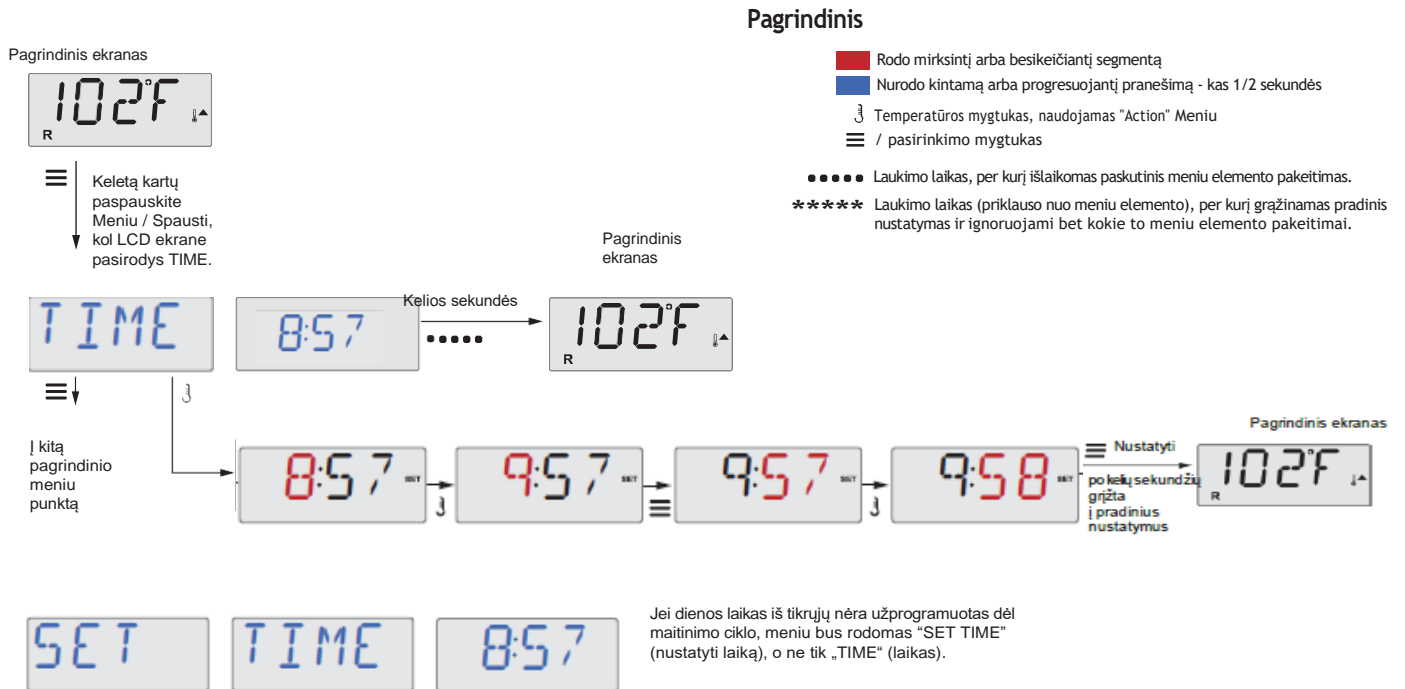 Pagrindinis
Rodo mirksintį arba besikeičiantį segmentą
Nurodo kintamą arba progresuojantį pranešimą - kas 1/2 sekundės
Temperatūros mygtukas, naudojamas "Action" Meniu
/ pasirinkimo mygtukas
Laukimo laikas, per kurį išlaikomas paskutinis meniu elemento pakeitimas.
***** Laukimo laikas (priklauso nuo meniu elemento), per kurį grąžinamas pradinis
nustatymas ir ignoruojami bet kokie to meniu elemento pakeitimai.
Pagrindinis ekranas
102°F
R
Keletą kartų
paspauskite
Meniu / Spausti,
kol LCD ekrane
pasirodys TIME.
TIME
8:57
Kelios sekundės
Pagrindinis
ekranas
102°F
R
Į kitą
pagrindinio
meniu
punktą
8:57 SET
9:57 SET
9:57 SET
9:58 SET
Nustatyti
po kelių sekundžių
grįžta
į pradinius
nustatymus
Pagrindinis ekranas
102°F
R
SET
TIME
8:57
Jei dienos laikas iš tikrųjų nėra užprogramuotas dėl
maitinimo ciklo, meniu bus rodomas “SET TIME”
(nustatyti laiką), o ne tik „TIME“ (laikas).